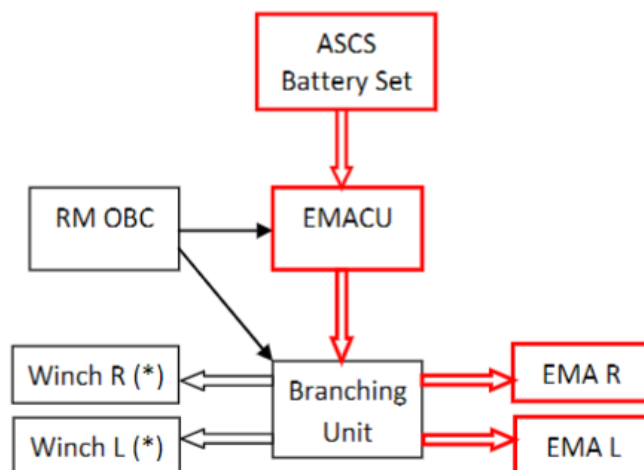 ASCS
Battery Set
RM OBC
EMACU
Winch R (*)
Branching
Unit
EMA R
Winch L (*)
EMA L